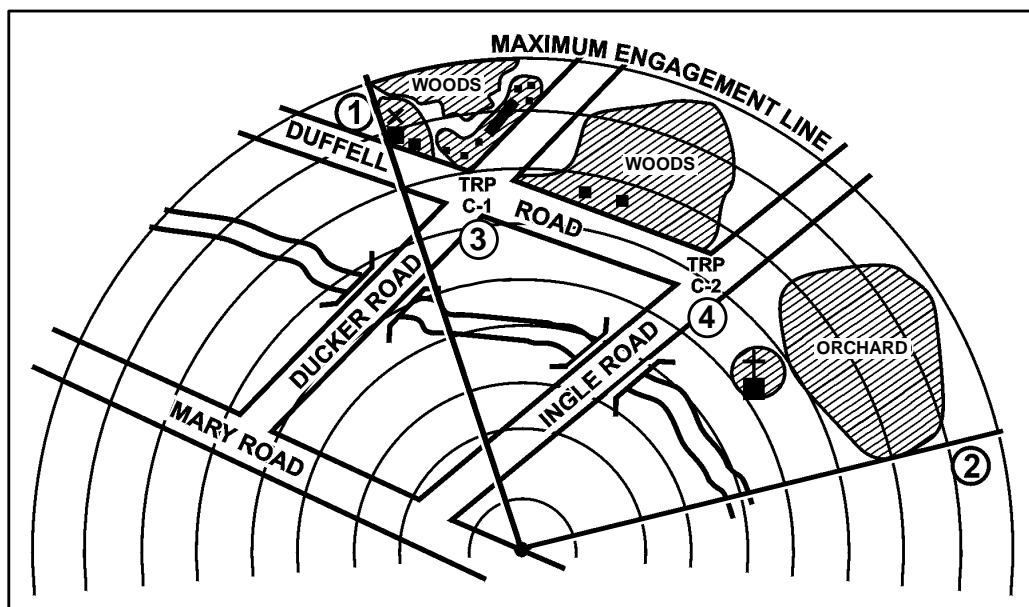 MAXIMUM ENGAGEMENT LINE
WOODS
1
DUFFELL
WOODS
TRP
C-1
ROAD
3
TRP
C-2
4
DUCKER ROAD
INGLE ROAD
ORCHARD
MARY ROAD
2